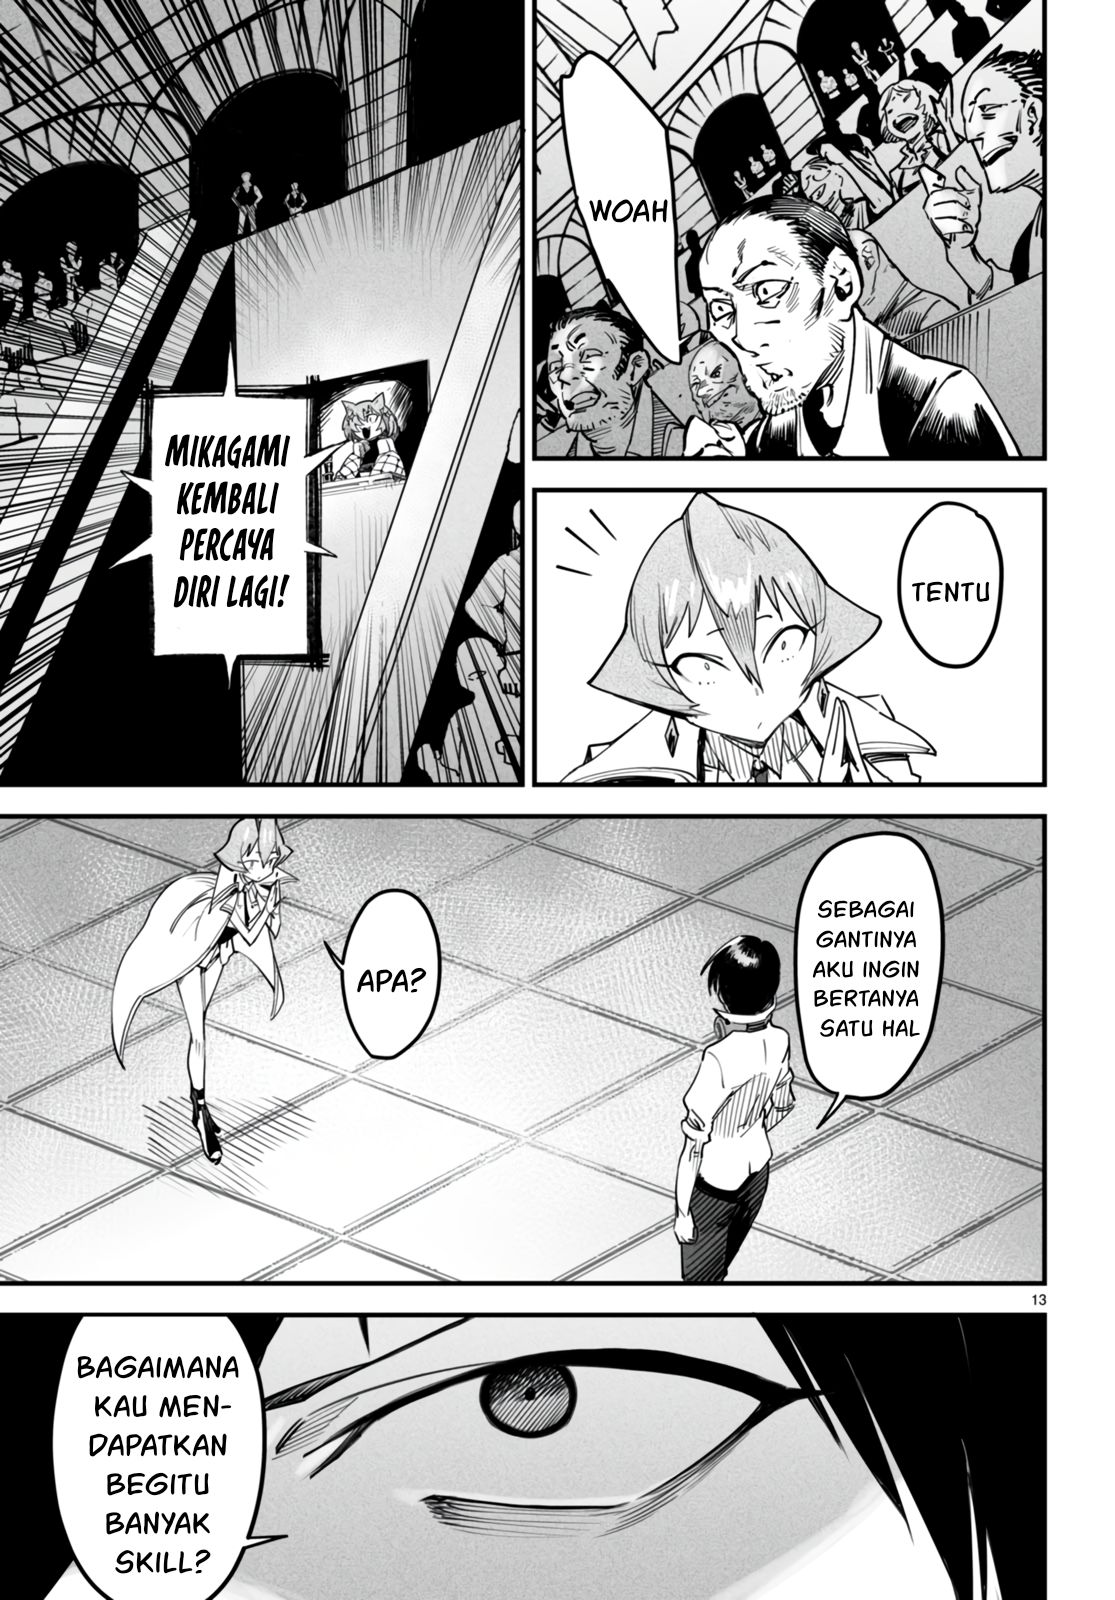 WOAH
MIKAGAMI
KEMBALI
PERCAYA
DIRI LAGI!
TENTU
SEBAGAI
GANTINYA
AKU INGIN
BERTANYA
SATU HAL
APA?
13
BAGAIMANA
KAU MEN-
DAPATKAN
BEGITU
BANYAK
SKILL?